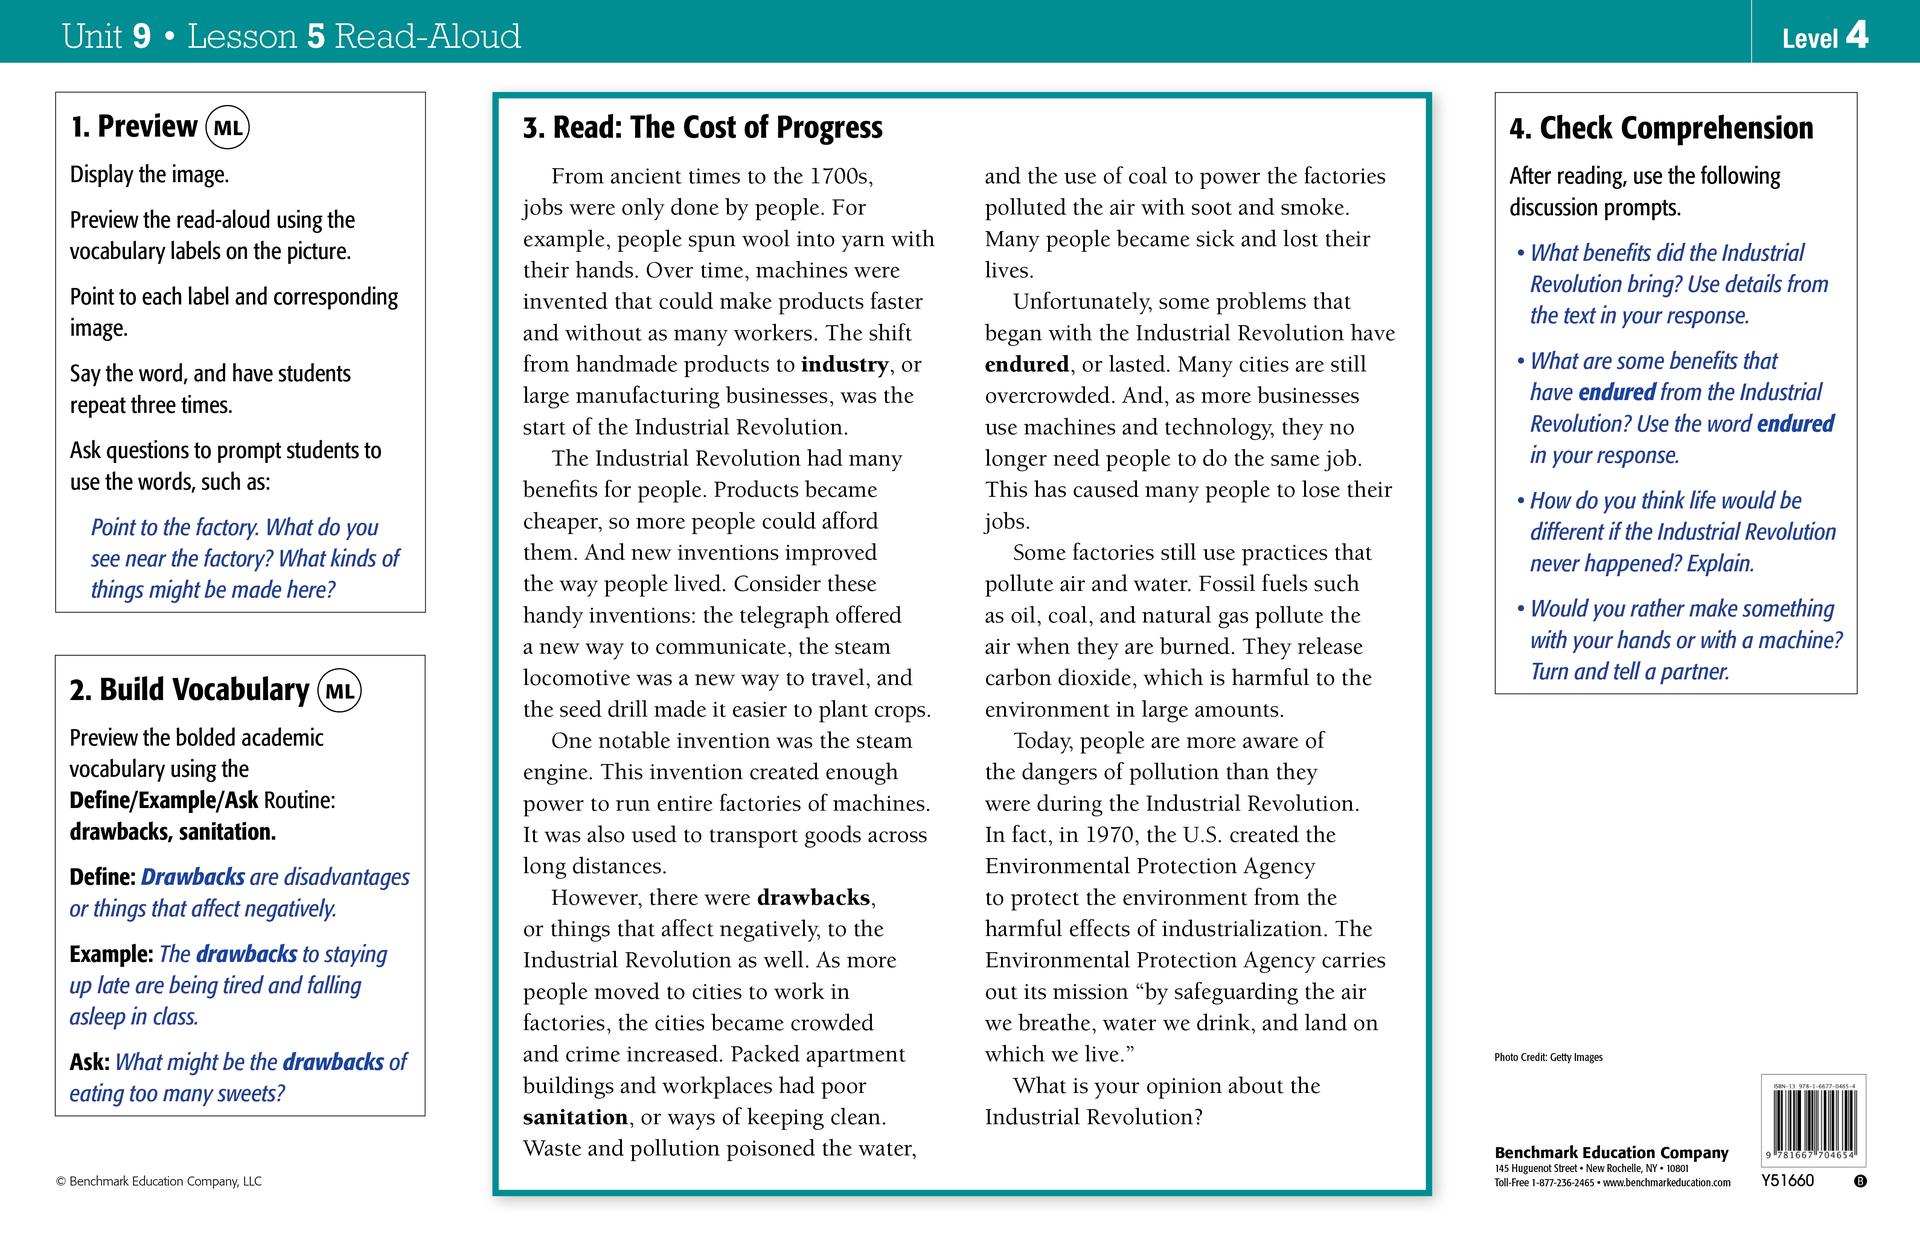 Unit 9 • Lesson 5 Read-Aloud
Level 4
1. Preview ML
Display the image.
Preview the read-aloud using the
vocabulary labels on the picture.
Point to each label and corresponding
image.
Say the word, and have students
repeat three times.
Ask questions to prompt students to
use the words, such as:
Point to the factory. What do you
see near the factory? What kinds of
things might be made here?
2. Build Vocabulary ML
Preview the bolded academic
vocabulary using the
Define/Example/Ask Routine:
drawbacks, sanitation.
Define: Drawbacks are disadvantages
or things that affect negatively.
Example: The drawbacks to staying
up late are being tired and falling
asleep in class.
Ask: What might be the drawbacks of
eating too many sweets?
© Benchmark Education Company, LLC
3. Read: The Cost of Progress
From ancient times to the 1700s,
jobs were only done by people. For
example, people spun wool into yarn with
their hands. Over time, machines were
invented that could make products faster
and without as many workers. The shift
from handmade products to industry, or
large manufacturing businesses, was the
start of the Industrial Revolution.
The Industrial Revolution had many
benefits for people. Products became
cheaper, so more people could afford
them. And new inventions improved
the way people lived. Consider these
handy inventions: the telegraph offered
a new way to communicate, the steam
locomotive was a new way to travel, and
the seed drill made it easier to plant crops.
One notable invention was the steam
engine. This invention created enough
power to run entire factories of machines.
It was also used to transport goods across
long distances.
However, there were drawbacks,
or things that affect negatively, to the
Industrial Revolution as well. As more
people moved to cities to work in
factories, the cities became crowded
and crime increased. Packed apartment
buildings and workplaces had poor
sanitation, or ways of keeping clean.
Waste and pollution poisoned the water,
and the use of coal to power the factories
polluted the air with soot and smoke.
Many people became sick and lost their
lives.
Unfortunately, some problems that
began with the Industrial Revolution have
endured, or lasted. Many cities are still
overcrowded. And, as more businesses
use machines and technology, they no
longer need people to do the same job.
This has caused many people to lose their
jobs.
Some factories still use practices that
pollute air and water. Fossil fuels such
as oil, coal, and natural gas pollute the
air when they are burned. They release
carbon dioxide, which is harmful to the
environment in large amounts.
Today, people are more aware of
the dangers of pollution than they
were during the Industrial Revolution.
In fact, in 1970, the U.S. created the
Environmental Protection Agency
to protect the environment from the
harmful effects of industrialization. The
Environmental Protection Agency carries
out its mission “by safeguarding the air
we breathe, water we drink, and land on
which we live.”
What is your opinion about the
Industrial Revolution?
4. Check Comprehension
After reading, use the following
discussion prompts.
• What benefits did the Industrial
Revolution bring? Use details from
the text in your response.
• What are some benefits that
have endured from the Industrial
Revolution? Use the word endured
in your response.
• How do you think life would be
different if the Industrial Revolution
never happened? Explain.
• Would you rather make something
with your hands or with a machine?
Turn and tell a partner.
Photo Credit: Getty Images
Benchmark Education Company
145 Huguenot Street • New Rochelle, NY • 10801
Toll-Free 1-877-236-2465 • www.benchmarkeducation.com
ISBN-13 978-1-6677-0465-4
9 781667 704654
Y51660
B